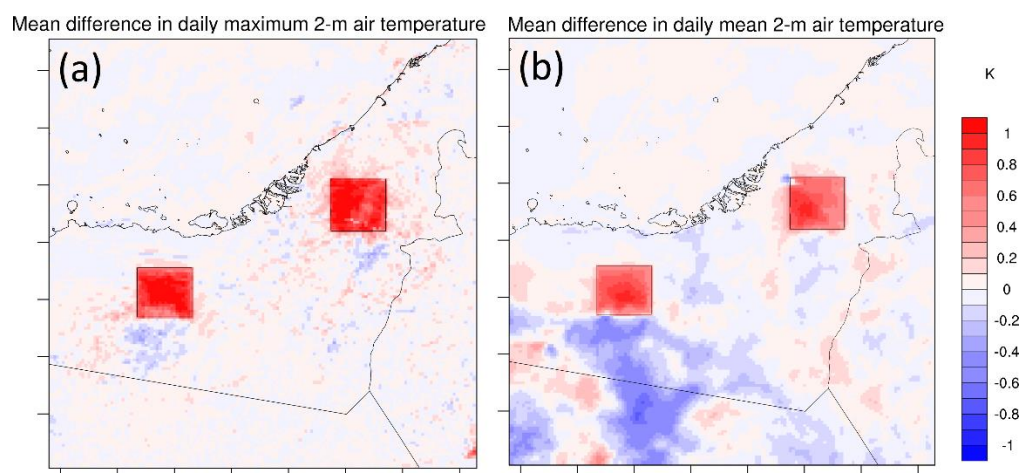 Mean difference in daily maximum 2-m air temperature
Mean difference in daily mean 2-m air temperature
(a)
(b)
K
1
0.8
0.6
0.4
0.2
0
-0.2
-0.4
-0.6
-0.8
-1